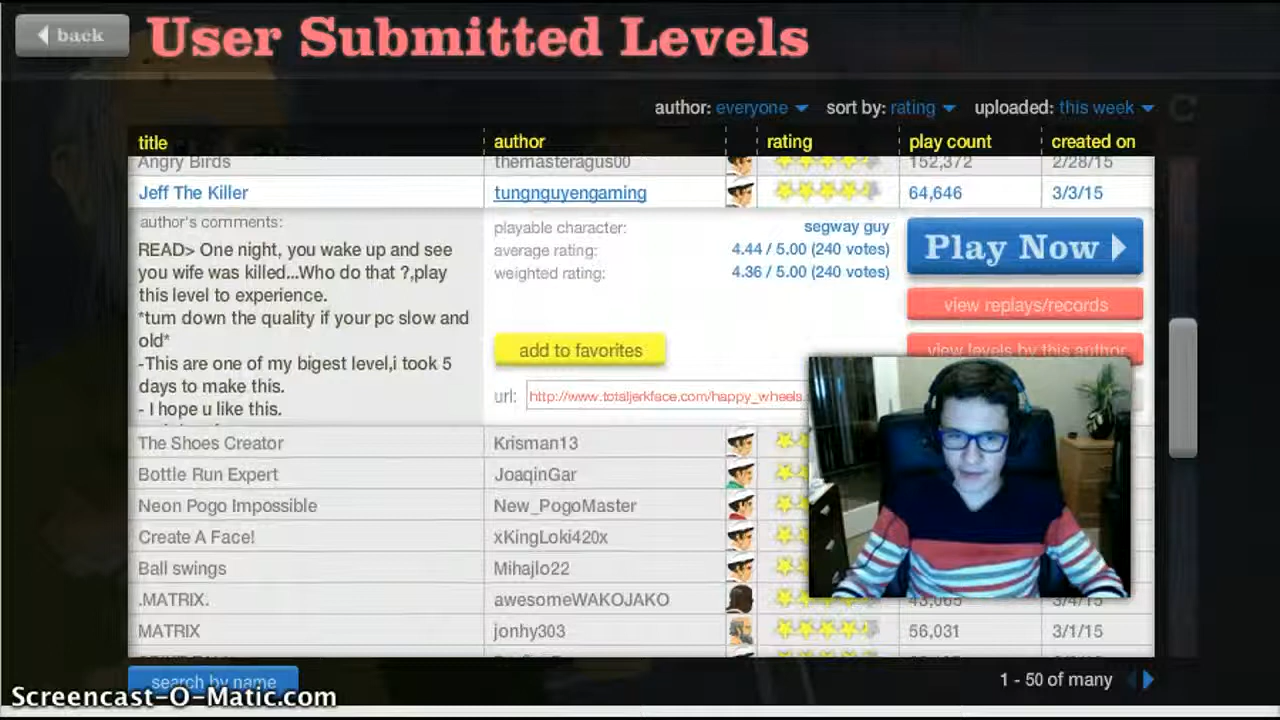 back
User Submitted Levels
author: everyone sort by: rating uploaded: this week
title author rating play count created on
Angry Birds themasteragus00 152,372 2/28/15
Jeff The Killer tungnguyengaming 64,646 3/3/15
author's comments:
READ> One night, you wake up and see
you wife was killed...Who do that ?,play
this level to experience.
*turn down the quality if your pc slow and
old*
-This are one of my bigest level,i took 5
days to make this.
- I hope u like this.
playable character: segway guy
average rating: 4.44 / 5.00 (240 votes)
weighted rating: 4.36 / 5.00 (240 votes)
add to favorites
url: http://www.totaljerkface.com/happy_wheels.
Play Now
view replays/records
view levels by this author
The Shoes Creator Krisman13
Bottle Run Expert JoaqinGar
Neon Pogo Impossible New_PogoMaster
Create A Face! xKingLoki420x
Ball swings Mihajlo22
.MATRIX. awesomeWAKOJAKO 43,065 3/4/15
MATRIX jonhy303 56,031 3/1/15
search by name
1 - 50 of many
Screencast-O-Matic.com